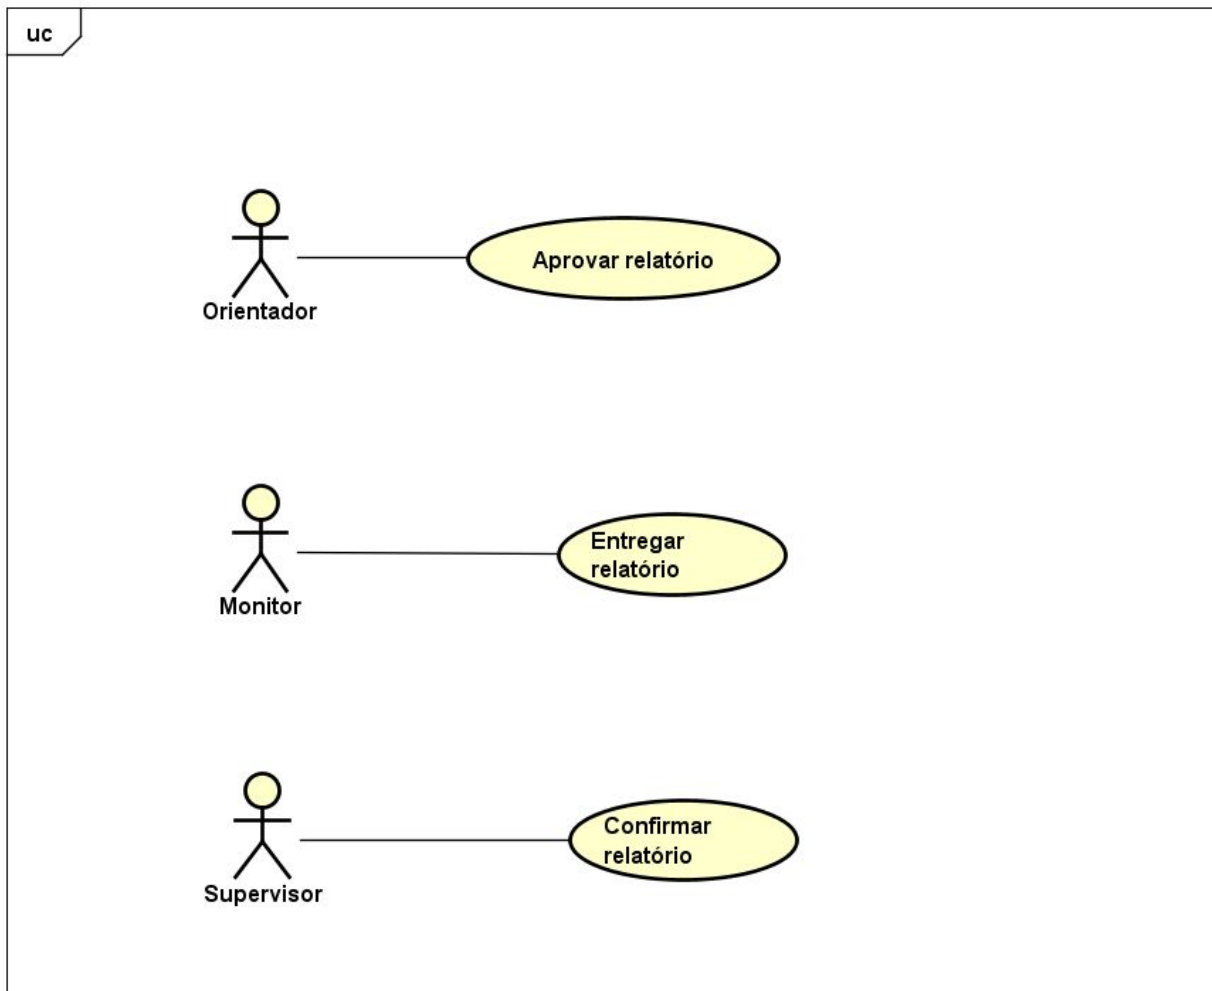 uc
Aprovar relatório
Orientador
Entregar
relatório
Monitor
Confirmar
relatório
Supervisor